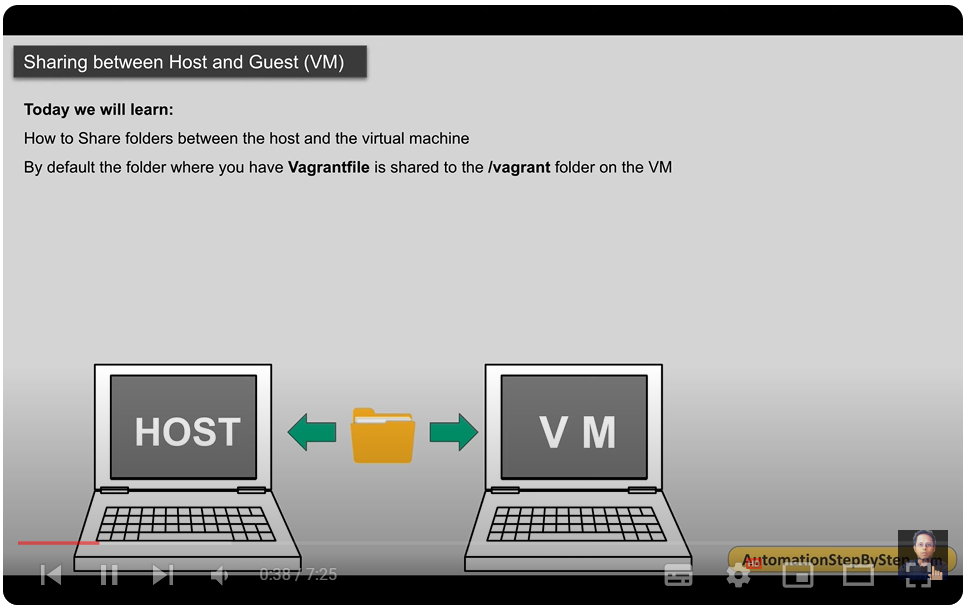 Sharing between Host and Guest (VM)
Today we will learn:
How to Share folders between the host and the virtual machine
By default the folder where you have Vagrantfile is shared to the /vagrant folder on the VM
HOST
V M
AutomationStepByStep.com
0:38 / 7:25
HD